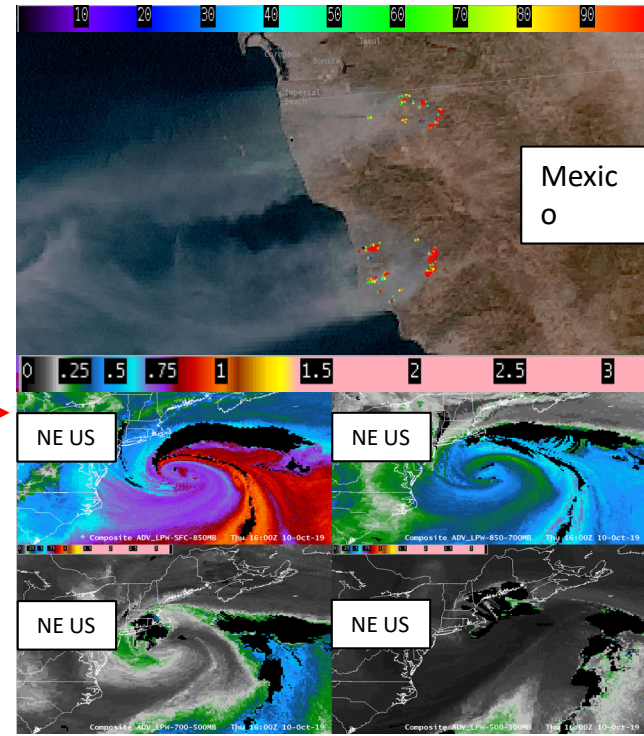 10 20 30 40 50 60 70 80 90
Jamul
Coronado
Bonita
Imperial
Beach
Mexic
o
0 .25 .5 .75 1 1.5 2 2.5 3
NE US
NE US
* Composite ADV_LPW-SFC-850MB Thu 16:00Z 10-Oct-19
Composite ADV_LPW-850-700MB Thu 16:00Z 10-Oct-19
NE US
NE US
Composite ADV_LPW-700-500MB Thu 16:00Z 10-Oct-19
Composite ADV_LPW-500-300MB Thu 16:00Z 10-Oct-19